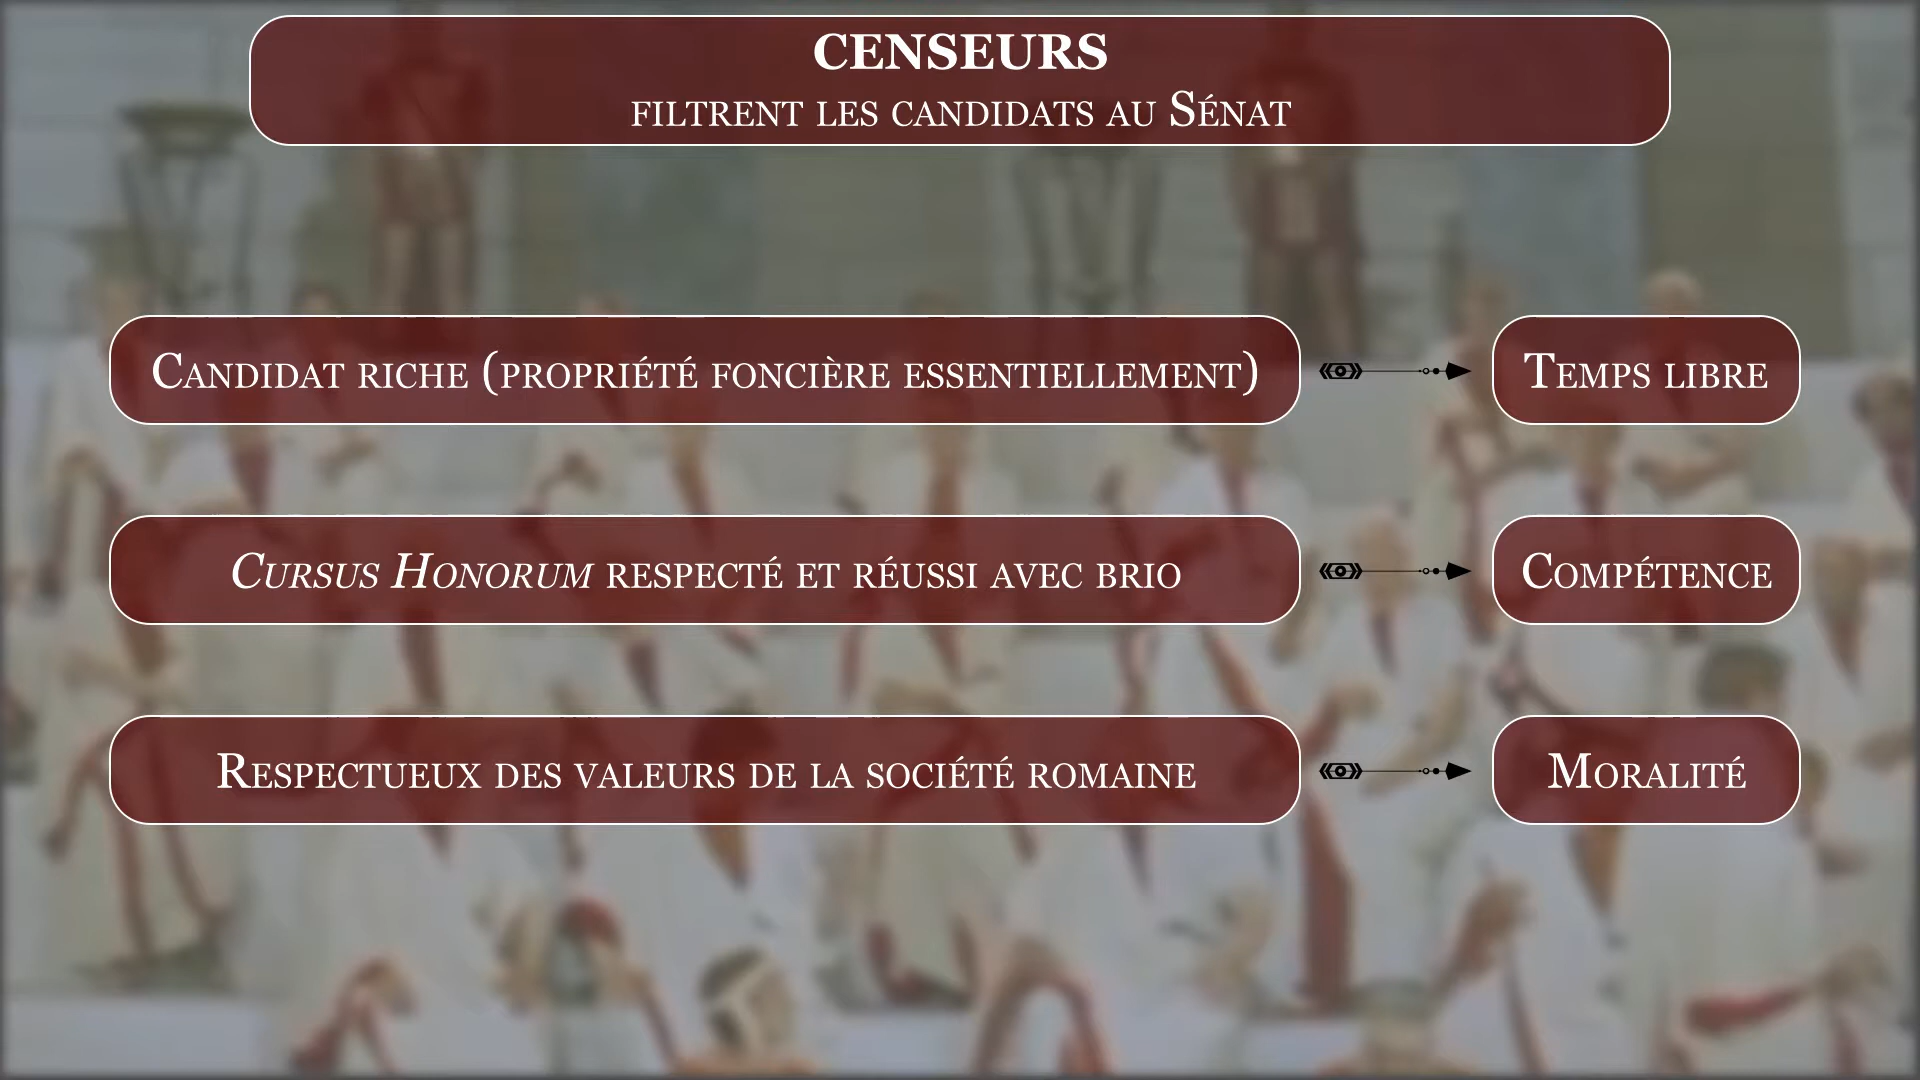 CENSEURS
FILTRENT LES CANDIDATS AU SÉNAT
CANDIDAT RICHE (PROPRIÉTÉ FONCIÈRE ESSENTIELLEMENT)
TEMPS LIBRE
CURSUS HONORUM RESPECTÉ ET RÉUSSI AVEC BRIO
COMPÉTENCE
RESPECTUEUX DES VALEURS DE LA SOCIÉTÉ ROMAINE
MORALITÉ